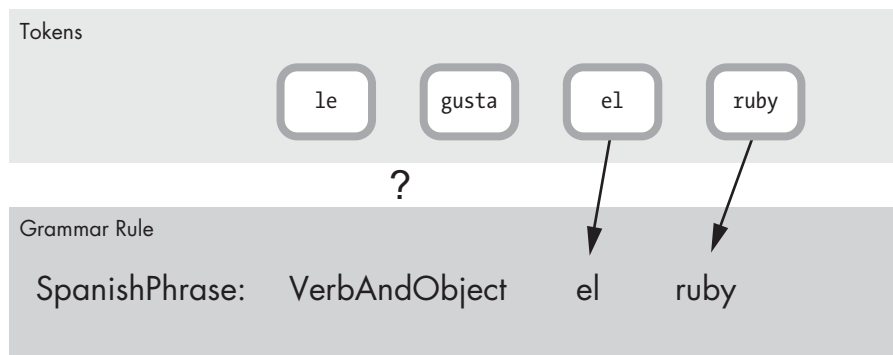 Tokens
le gusta el ruby
?
Grammar Rule
SpanishPhrase: VerbAndObject el ruby